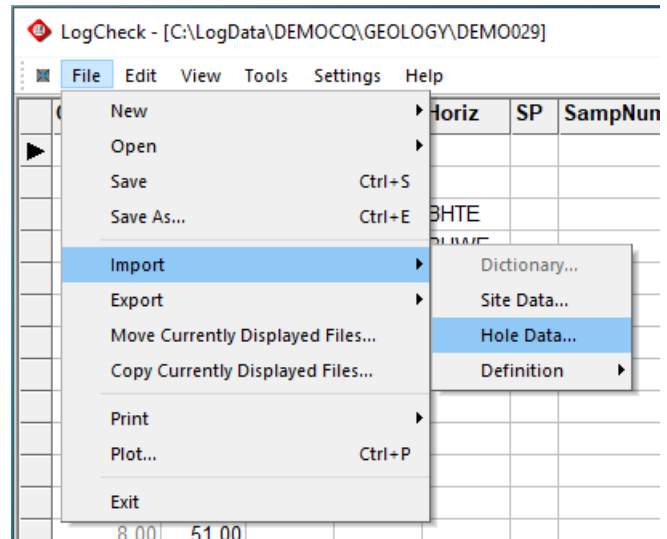 LogCheck - [C:\LogData\DEMOCQ\GEOLOGY\DEMO029]
File Edit View Tools Settings Help
Horiz SP SampNum
New
Open
Save Ctrl+S
Save As... Ctrl+E
BHTE
Import
Dictionary...
Export
Site Data...
Move Currently Displayed Files...
Hole Data...
Copy Currently Displayed Files...
Definition
Print
Plot... Ctrl+P
Exit
8.00 51.00